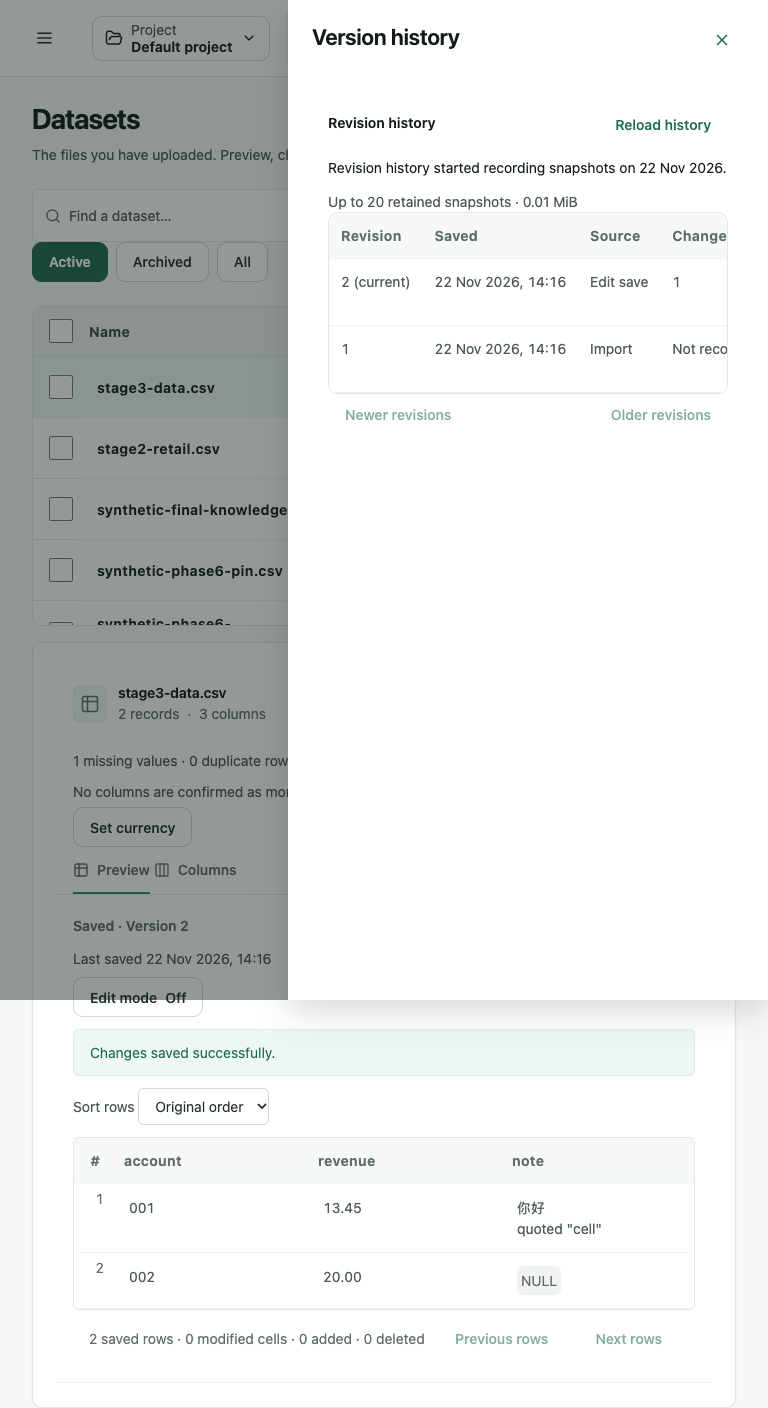 Project
Default project
Version history
Datasets
The files you have uploaded. Preview,
Revision history
Reload history
Revision history started recording snapshots on 22 Nov 2026.
Find a dataset...
Up to 20 retained snapshots · 0.01 MiB
Revision Saved Source Change
Active Archived All
2 (current) 22 Nov 2026, 14:16 Edit save 1
Name
1 22 Nov 2026, 14:16 Import Not
stage3-data.csv
Newer revisions Older revisions
stage2-retail.csv
synthetic-final-knowledge
synthetic-phase6-pin.csv
synthetic-phase6-
stage3-data.csv
2 records · 3 columns
1 missing values · 0 duplicate row
No columns are confirmed as
Set currency
Preview Columns
Saved · Version 2
Last saved 22 Nov 2026, 14:16
Edit mode Off
Changes saved successfully.
Sort rows Original order
# account revenue note
1 001 13.45 你好
quoted "cell"
2 002 20.00 NULL
2 saved rows · 0 modified cells · 0 added · 0 deleted Previous rows Next rows